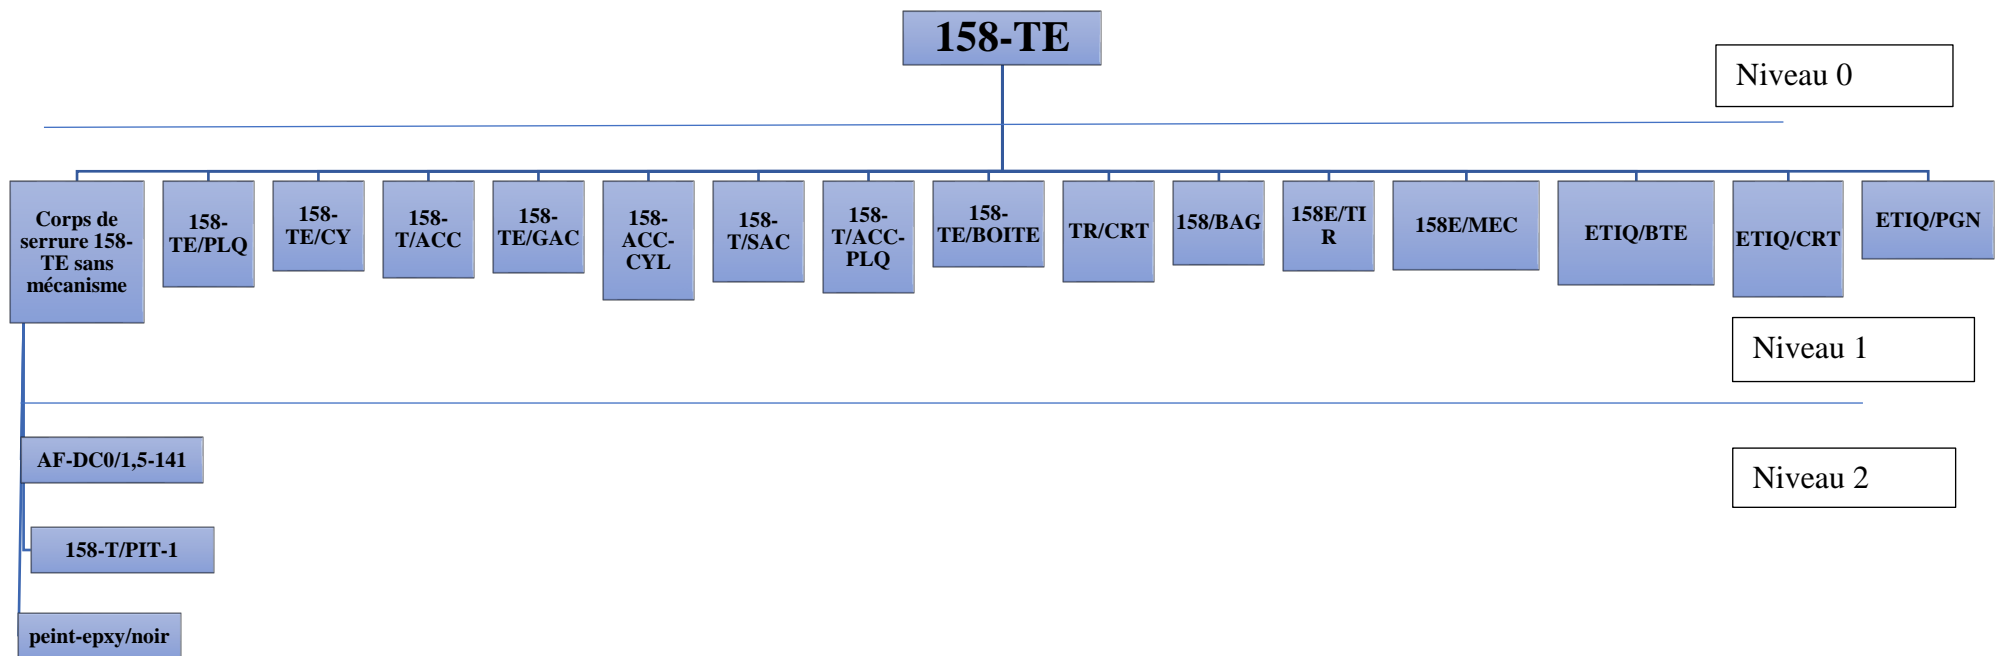 158-TE
Niveau 0
Corps de
serrure 158-
TE sans
mécanisme
158-
TE/PLQ
158-
TE/CY
158-
T/ACC
158-
TE/GAC
158-
ACC-
CYL
158-
T/SAC
158-
T/ACC-
PLQ
158-
TE/BOITE
TR/CRT
158/BAG
158E/TI
R
158E/MEC
ETIQ/BTE
ETIQ/CRT
ETIQ/PGN
Niveau 1
AF-DC0/1,5-141
Niveau 2
158-T/PIT-1
peint-epxy/noir